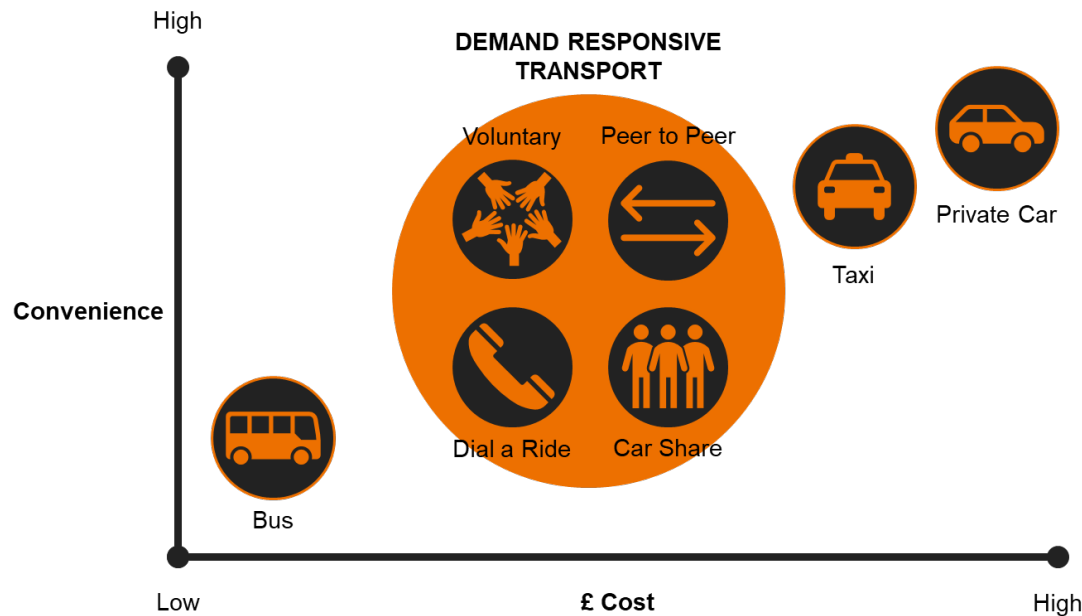 High
DEMAND RESPONSIVE
TRANSPORT
Voluntary
Peer to Peer
Private Car
Taxi
Convenience
Dial a Ride
Car Share
Bus
Low
£ Cost
High